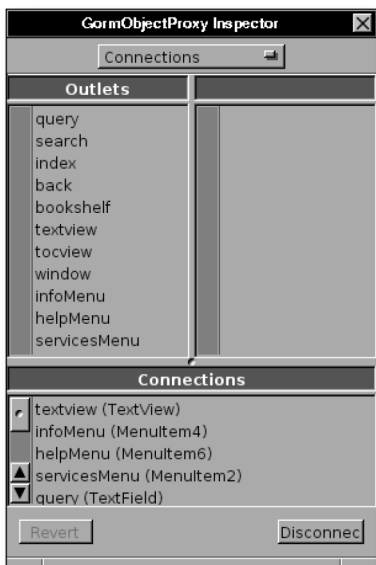 GormObjectProxy Inspector
Connections
Outlets
query
search
index
back
bookshelf
textview
tocview
window
infoMenu
helpMenu
servicesMenu
Connections
textview (TextView)
infoMenu (MenuItem4)
helpMenu (MenuItem6)
servicesMenu (MenuItem2)
query (TextField)
Revert
Disconnec